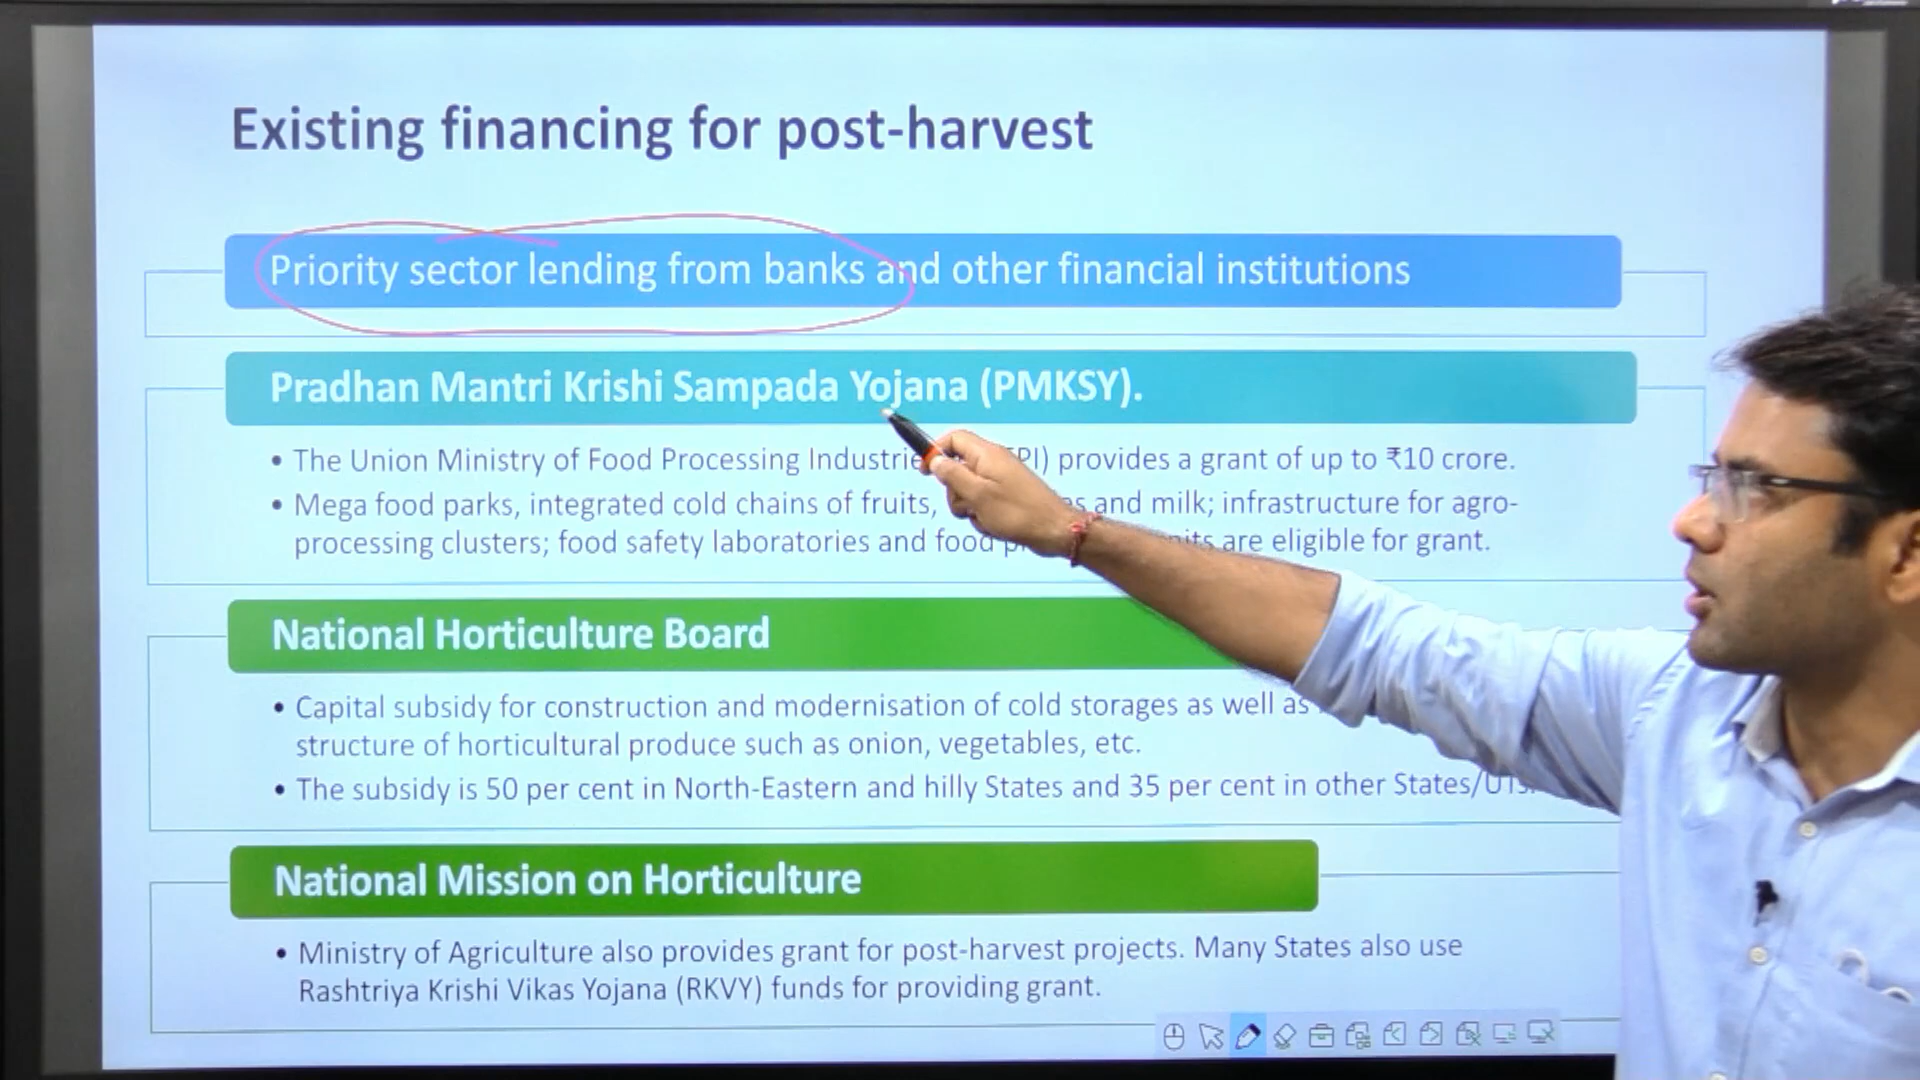 Existing financing for post-harvest
Priority sector lending from banks and other financial institutions
Pradhan Mantri Krishi Sampada Yojana (PMKSY).
• The Union Ministry of Food Processing PI) provides a grant of up to ₹10 crore.
• Mega food parks, integrated cold chains of fruits, and milk; infrastructure for agro-
processing clusters; food safety laboratories and food are eligible for grant.
National Horticulture Board
• Capital subsidy for construction and modernisation of cold storages as well as
structure of horticultural produce such as onion, vegetables, etc.
• The subsidy is 50 per cent in North-Eastern and hilly States and 35 per cent in other States/UTs.
National Mission on Horticulture
• Ministry of Agriculture also provides grant for post-harvest projects. Many States also use
Rashtriya Krishi Vikas Yojana (RKVY) funds for providing grant.